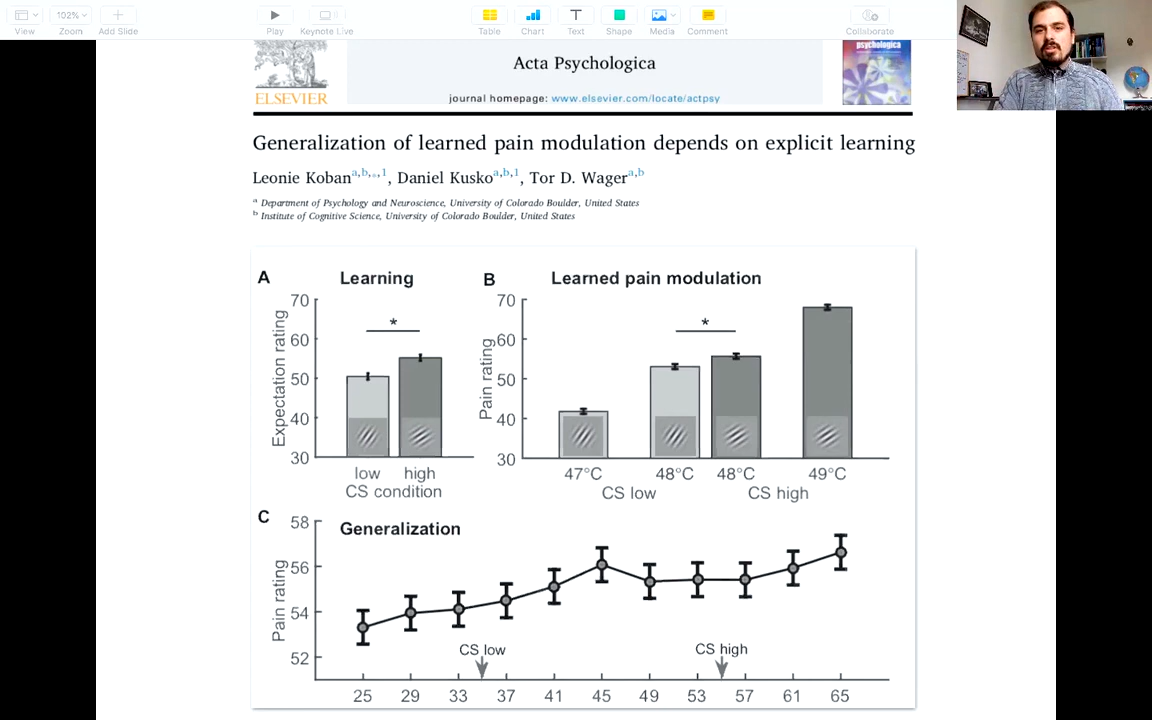 102%
View Zoom Add Slide Play Keynote Live Table Chart Text Shape Media Comment Collaborate
psychologica
Acta Psychologica
ELSEVIER
journal homepage: www.elsevier.com/locate/actpsy
Generalization of learned pain modulation depends on explicit learning
Leonie Koban a,b,*,1, Daniel Kusko a,b,1, Tor D. Wager a,b
a Department of Psychology and Neuroscience, University of Colorado Boulder, United States
b Institute of Cognitive Science, University of Colorado Boulder, United States
A Learning
Expectation rating
70
60
50
40
30
*
low high
CS condition
B Learned pain modulation
Pain rating
70
60
50
40
30
*
47°C 48°C 48°C 49°C
CS low CS high
C Generalization
Pain rating
58
56
54
52
CS low CS high
25 29 33 37 41 45 49 53 57 61 65